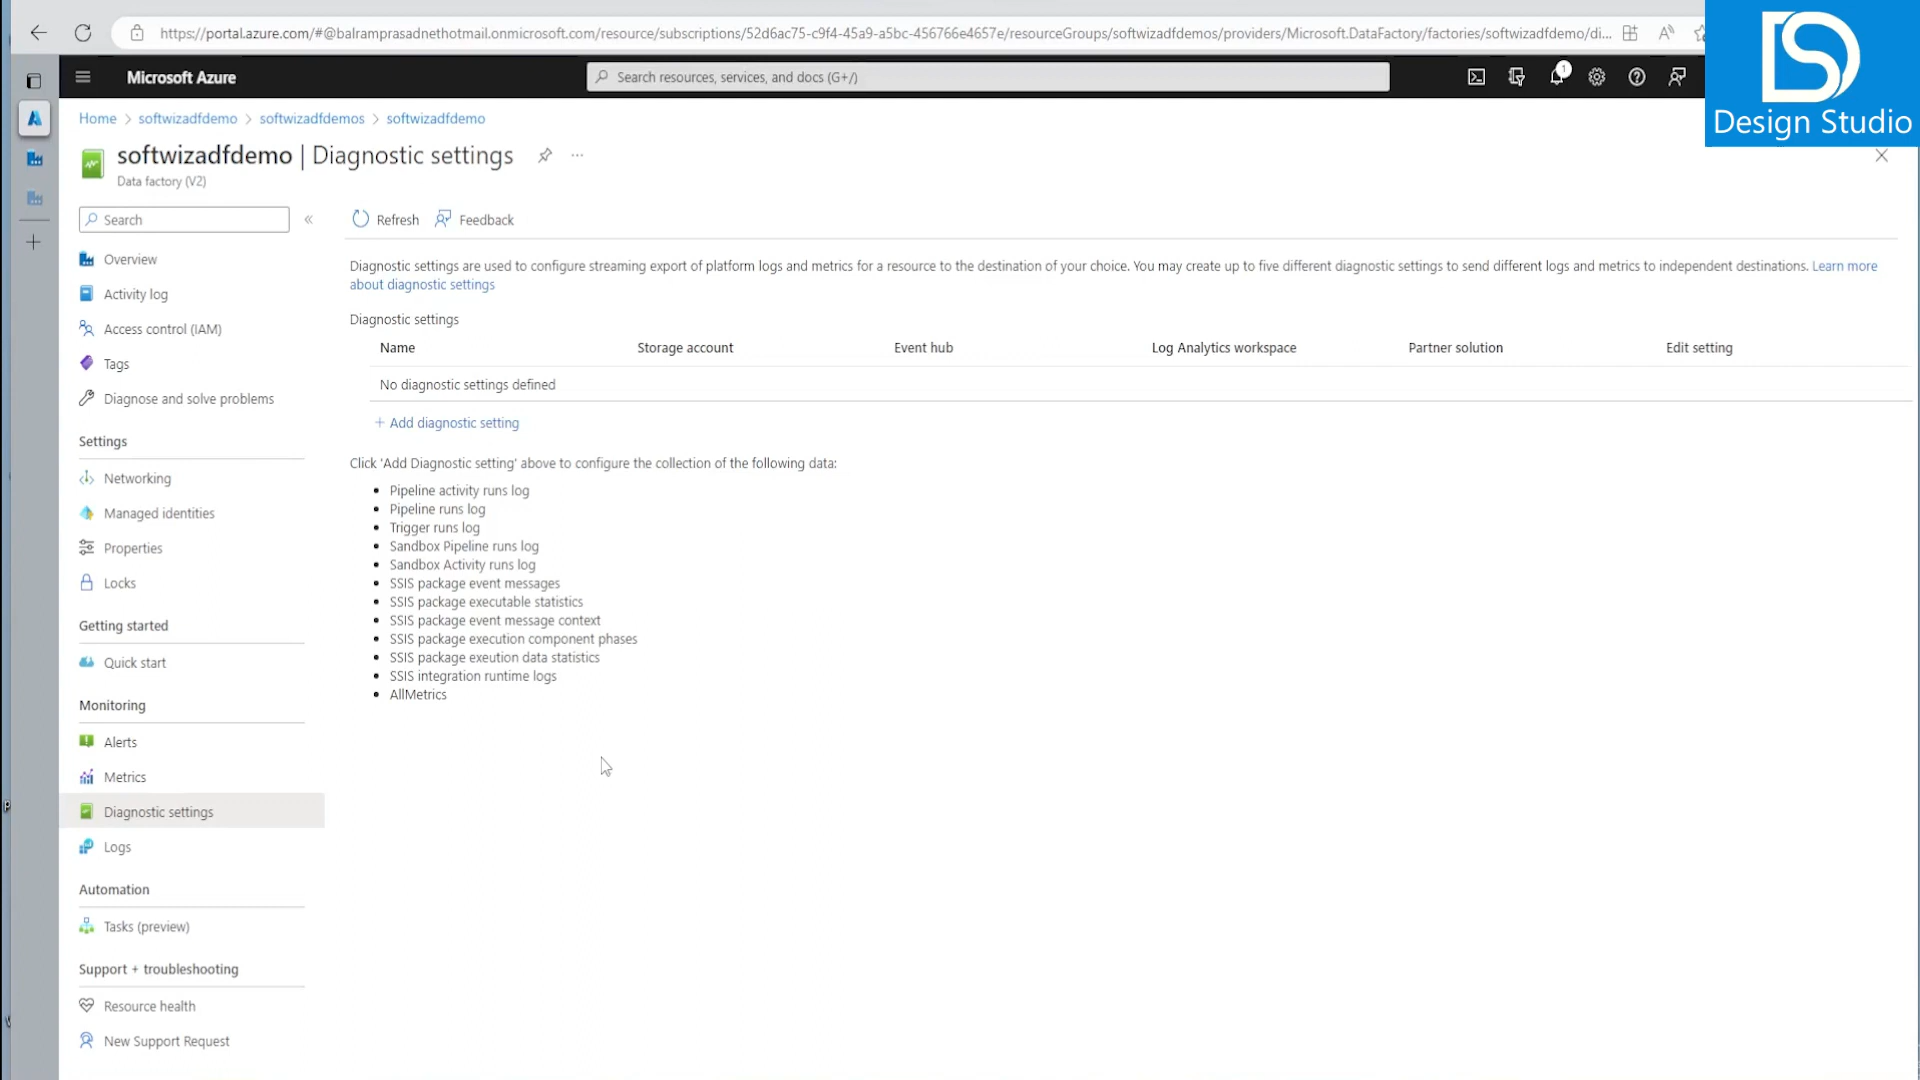 https://portal.azure.com/#@balramprasadnethotmail.onmicrosoft.com/resource/subscriptions/52d6ac75-c9f4-45a9-a5bc-456766e4657e/resourceGroups/softwizadfdemos/providers/Microsoft.DataFactory/factories/softwizadfdemo/di...
Microsoft Azure
Search resources, services, and docs (G+/)
1
Design Studio
Home > softwizadfdemo > softwizadfdemos > softwizadfdemo
softwizadfdemo | Diagnostic settings
Data factory (V2)
Search
Refresh
Feedback
Overview
Activity log
Access control (IAM)
Tags
Diagnose and solve problems
Settings
Networking
Managed identities
Properties
Locks
Getting started
Quick start
Monitoring
Alerts
Metrics
Diagnostic settings
Logs
Automation
Tasks (preview)
Support + troubleshooting
Resource health
New Support Request
Diagnostic settings are used to configure streaming export of platform logs and metrics for a resource to the destination of your choice. You may create up to five different diagnostic settings to send different logs and metrics to independent destinations. Learn more
about diagnostic settings
Diagnostic settings
Name Storage account Event hub Log Analytics workspace Partner solution Edit setting
No diagnostic settings defined
+ Add diagnostic setting
Click 'Add Diagnostic setting' above to configure the collection of the following data:
• Pipeline activity runs log
• Pipeline runs log
• Trigger runs log
• Sandbox Pipeline runs log
• Sandbox Activity runs log
• SSIS package event messages
• SSIS package executable statistics
• SSIS package event message context
• SSIS package execution component phases
• SSIS package exeution data statistics
• SSIS integration runtime logs
• AllMetrics